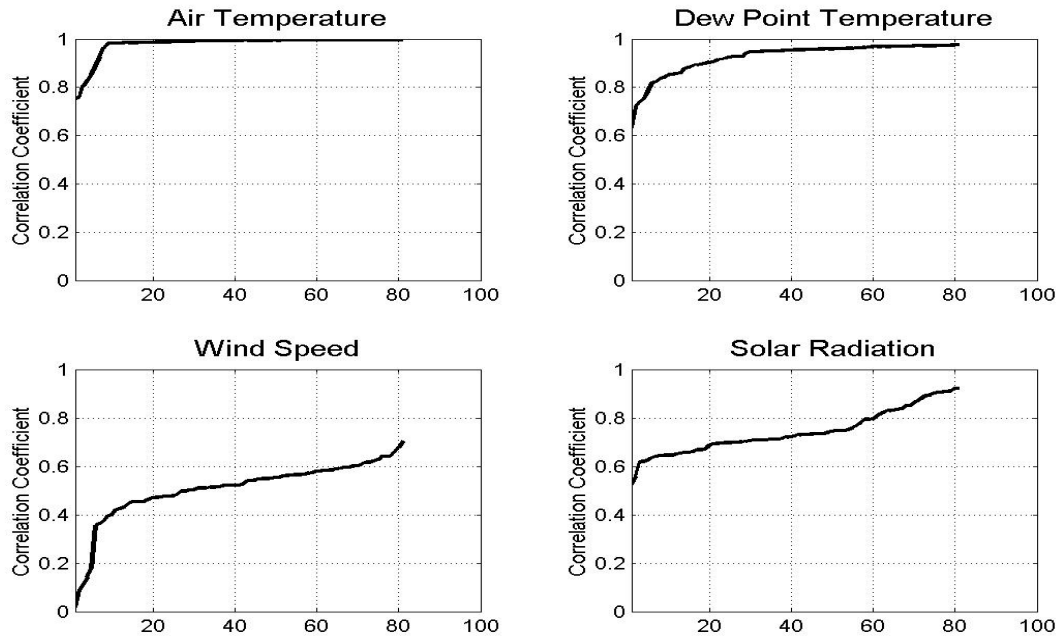 Air Temperature
Correlation Coefficient
1
0.8
0.6
0.4
0.2
0
20 40 60 80 100
Dew Point Temperature
Correlation Coefficient
1
0.8
0.6
0.4
0.2
0
20 40 60 80 100
Wind Speed
Correlation Coefficient
1
0.8
0.6
0.4
0.2
0
20 40 60 80 100
Solar Radiation
Correlation Coefficient
1
0.8
0.6
0.4
0.2
0
20 40 60 80 100